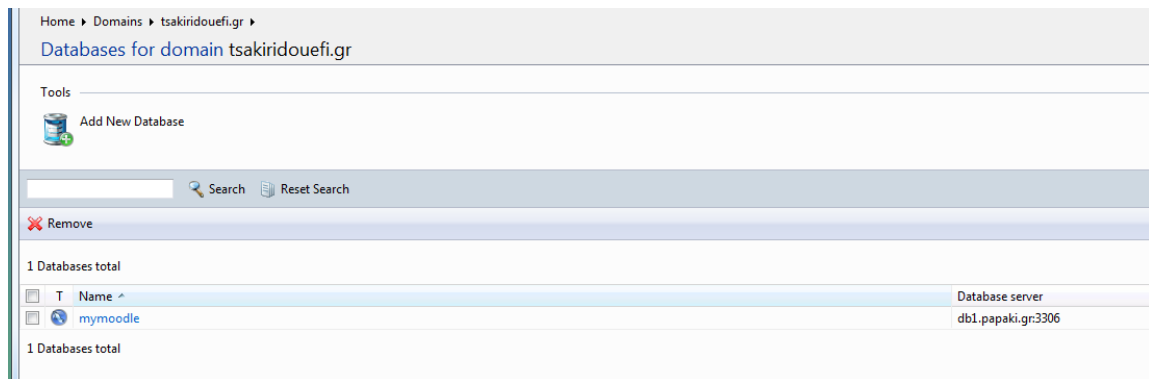 Home ▸ Domains ▸ tsakiridouefi.gr ▸
Databases for domain tsakiridouefi.gr
Tools
Add New Database
Search Reset Search
Remove
1 Databases total
T Name Database server
mymoodle db1.papaki.gr:3306
1 Databases total